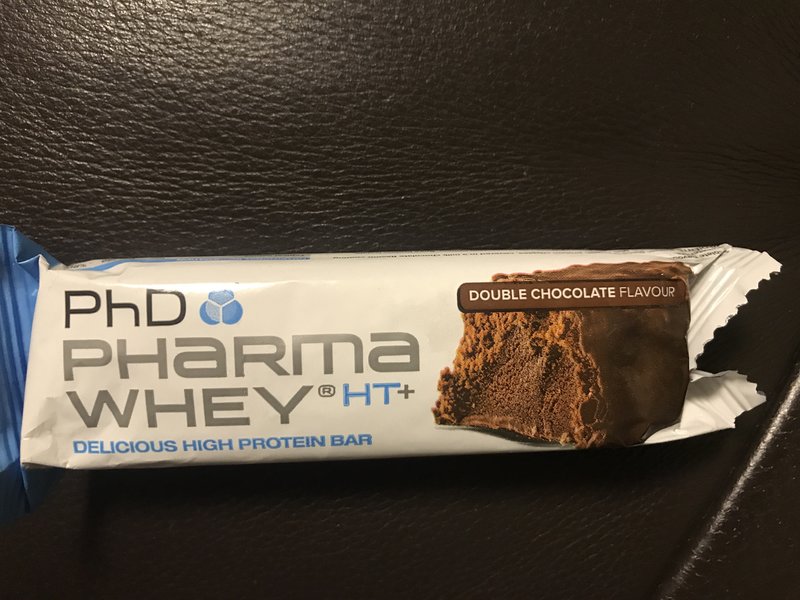 PhD
PHARMA
WHEY® HT+
DELICIOUS HIGH PROTEIN BAR
DOUBLE CHOCOLATE FLAVOUR